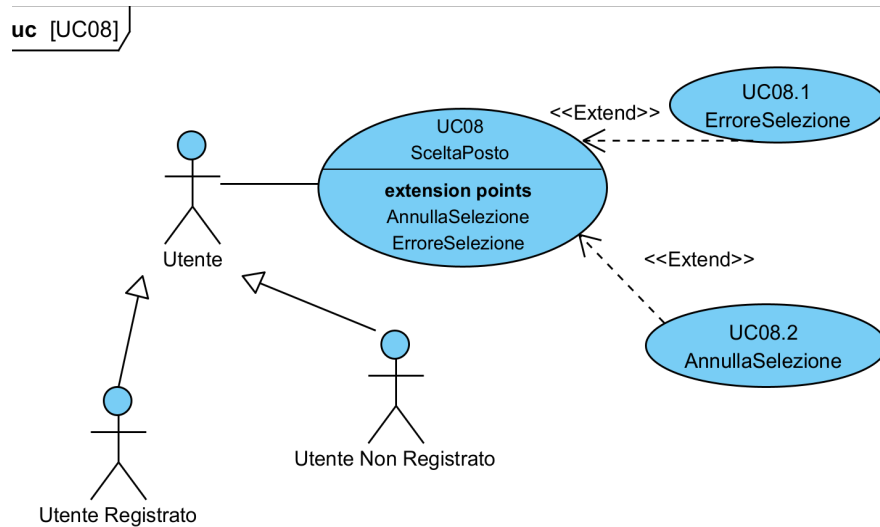 uc [UC08]
UC08
SceltaPosto
extension points
AnnullaSelezione
ErroreSelezione
<<Extend>>
UC08.1
ErroreSelezione
<<Extend>>
UC08.2
AnnullaSelezione
Utente
Utente Non Registrato
Utente Registrato